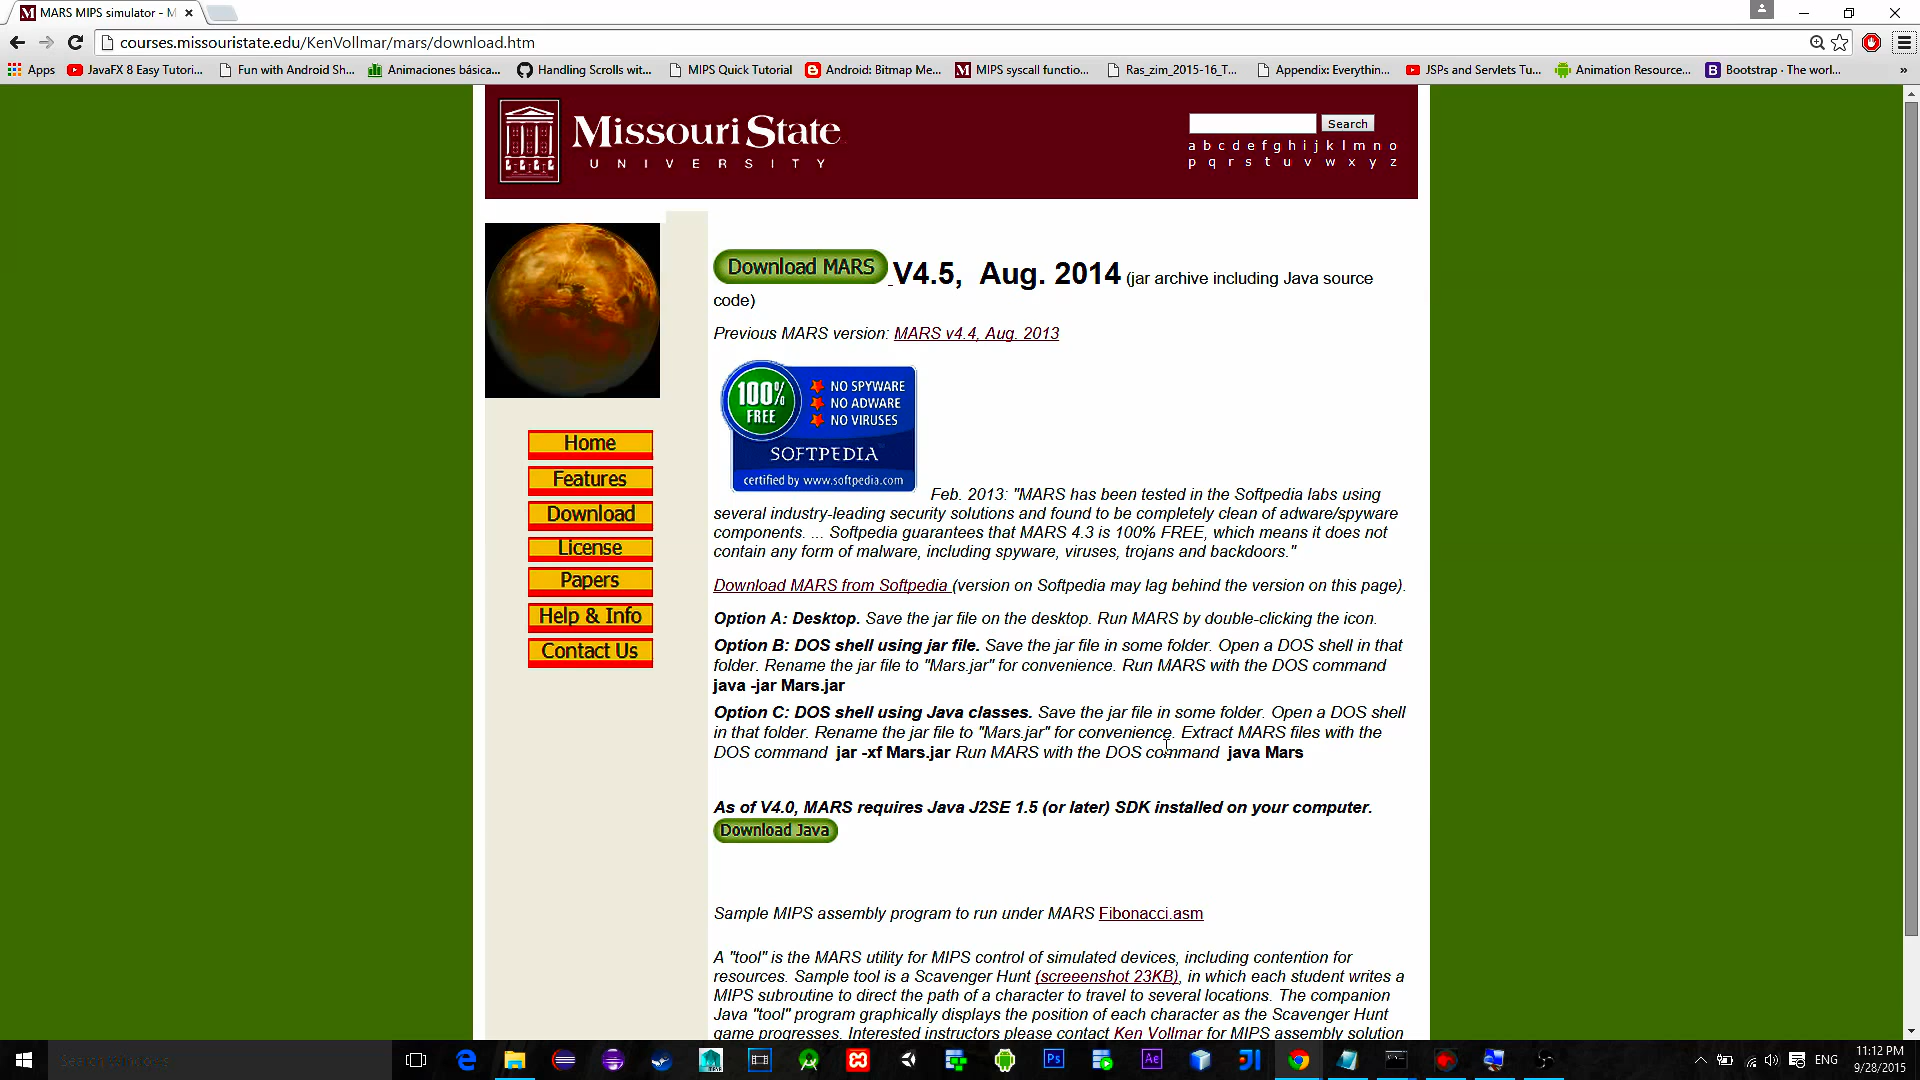 MARS MIPS simulator - M
courses.missouristate.edu/KenVollmar/mars/download.htm
Apps
JavaFX 8 Easy Tutori...
Fun with Android Sh...
Animaciones básica...
Handling Scrolls wit...
MIPS Quick Tutorial
Android: Bitmap Me...
MIPS syscall functio...
Ras_zim_2015-16_T...
Appendix: Everythin...
JSPs and Servlets Tu...
Animation Resource...
Bootstrap · The worl...
»
Missouri State
UNIVERSITY
Search
a b c d e f g h i j k l m n o
p q r s t u v w x y z
Home
Features
Download
License
Papers
Help & Info
Contact Us
Download MARS V4.5, Aug. 2014 (jar archive including Java source
code)
Previous MARS version: MARS v4.4, Aug. 2013
100%
FREE
NO SPYWARE
NO ADWARE
NO VIRUSES
SOFTPEDIA
certified by www.softpedia.com
Feb. 2013: "MARS has been tested in the Softpedia labs using
several industry-leading security solutions and found to be completely clean of adware/spyware
components. ... Softpedia guarantees that MARS 4.3 is 100% FREE, which means it does not
contain any form of malware, including spyware, viruses, trojans and backdoors."
Download MARS from Softpedia (version on Softpedia may lag behind the version on this page).
Option A: Desktop. Save the jar file on the desktop. Run MARS by double-clicking the icon.
Option B: DOS shell using jar file. Save the jar file in some folder. Open a DOS shell in that
folder. Rename the jar file to "Mars.jar" for convenience. Run MARS with the DOS command
java -jar Mars.jar
Option C: DOS shell using Java classes. Save the jar file in some folder. Open a DOS shell
in that folder. Rename the jar file to "Mars.jar" for convenience. Extract MARS files with the
DOS command jar -xf Mars.jar Run MARS with the DOS command java Mars
As of V4.0, MARS requires Java J2SE 1.5 (or later) SDK installed on your computer.
Download Java
Sample MIPS assembly program to run under MARS Fibonacci.asm
A "tool" is the MARS utility for MIPS control of simulated devices, including contention for
resources. Sample tool is a Scavenger Hunt (screeenshot 23KB), in which each student writes a
MIPS subroutine to direct the path of a character to travel to several locations. The companion
Java "tool" program graphically displays the position of each character as the Scavenger Hunt
game progresses. Interested instructors please contact Ken Vollmar for MIPS assembly solution
Ps
Ae
ENG
11:12 PM
9/28/2015